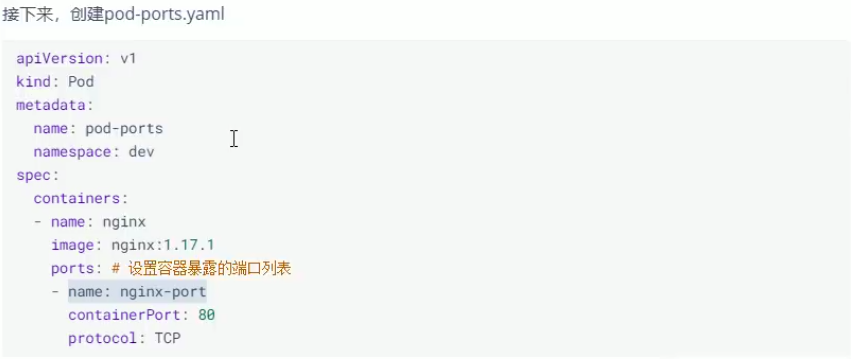 接下来，创建pod-ports.yaml
apiVersion: v1
kind: Pod
metadata:
  name: pod-ports
  namespace: dev
spec:
  containers:
  - name: nginx
    image: nginx:1.17.1
    ports: # 设置容器暴露的端口列表
    - name: nginx-port
      containerPort: 80
      protocol: TCP